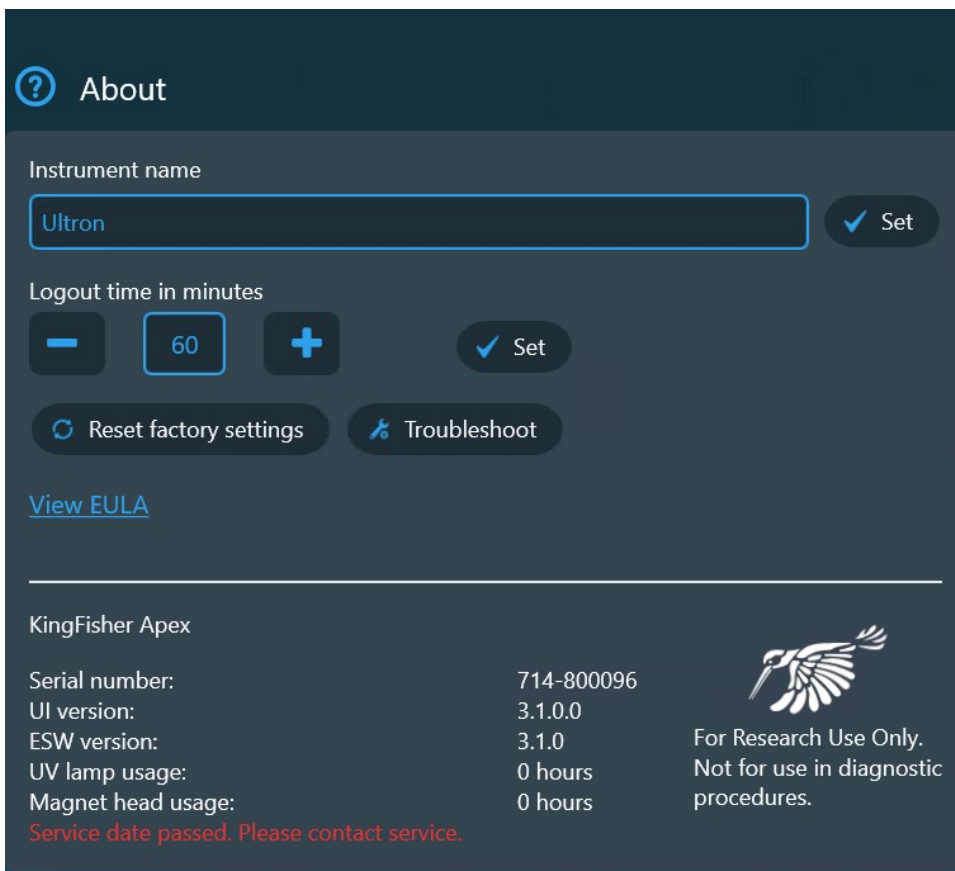 About
Instrument name
Ultron
Set
Logout time in minutes
60
Set
Reset factory settings
Troubleshoot
View EULA
KingFisher Apex
Serial number: 714-800096
UI version: 3.1.0.0
ESW version: 3.1.0
UV lamp usage: 0 hours
Magnet head usage: 0 hours
Service date passed. Please contact service.
For Research Use Only.
Not for use in diagnostic
procedures.